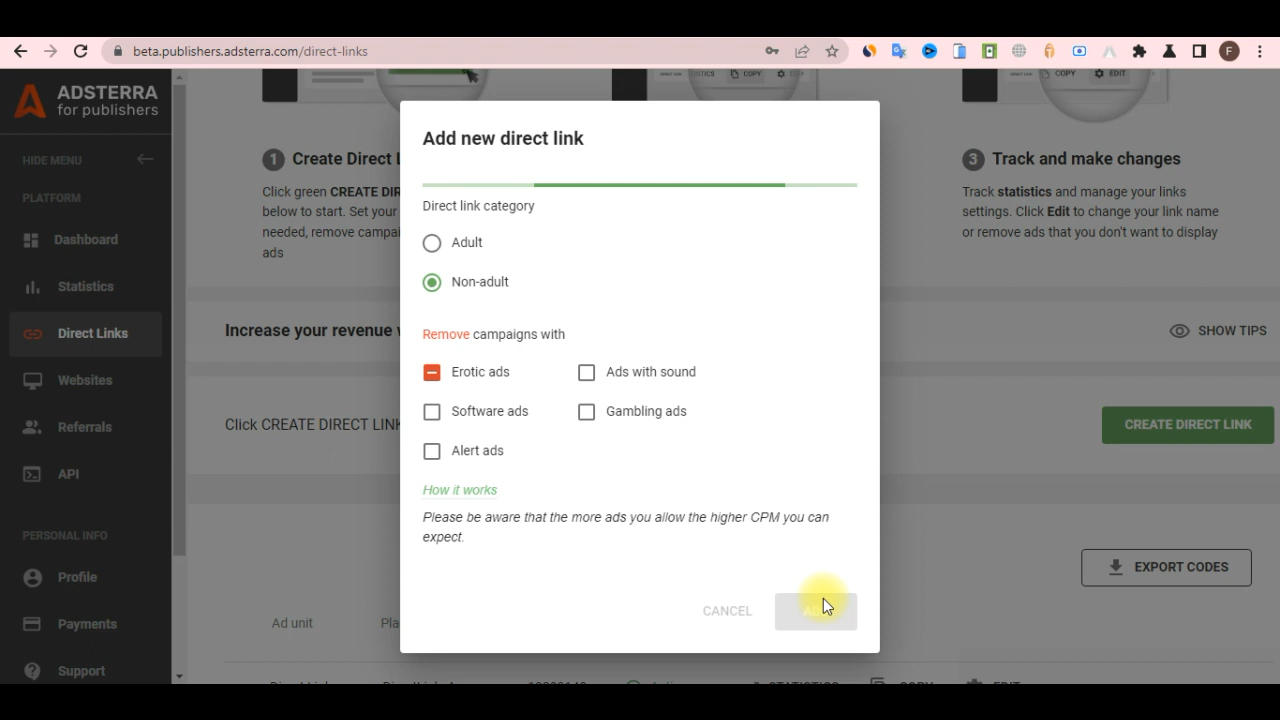 beta.publishers.adsterra.com/direct-links
F
ADSTERRA
for publishers
HIDE MENU
PLATFORM
Dashboard
Statistics
Direct Links
Websites
Referrals
API
PERSONAL INFO
Profile
Payments
Support
COPY
COPY
EDIT
1 Create Direct
Click green CREATE
below to start. Set your
needed, remove
ads
3 Track and make changes
Track statistics and manage your links
settings. Click Edit to change your link name
or remove ads that you don't want to display
Increase your revenue
SHOW TIPS
Click CREATE DIRECT LINK
CREATE DIRECT LINK
EXPORT CODES
Ad unit
Add new direct link
Direct link category
Adult
Non-adult
Remove campaigns with
Erotic ads
Ads with sound
Software ads
Gambling ads
Alert ads
How it works
Please be aware that the more ads you allow the higher CPM you can
expect.
CANCEL